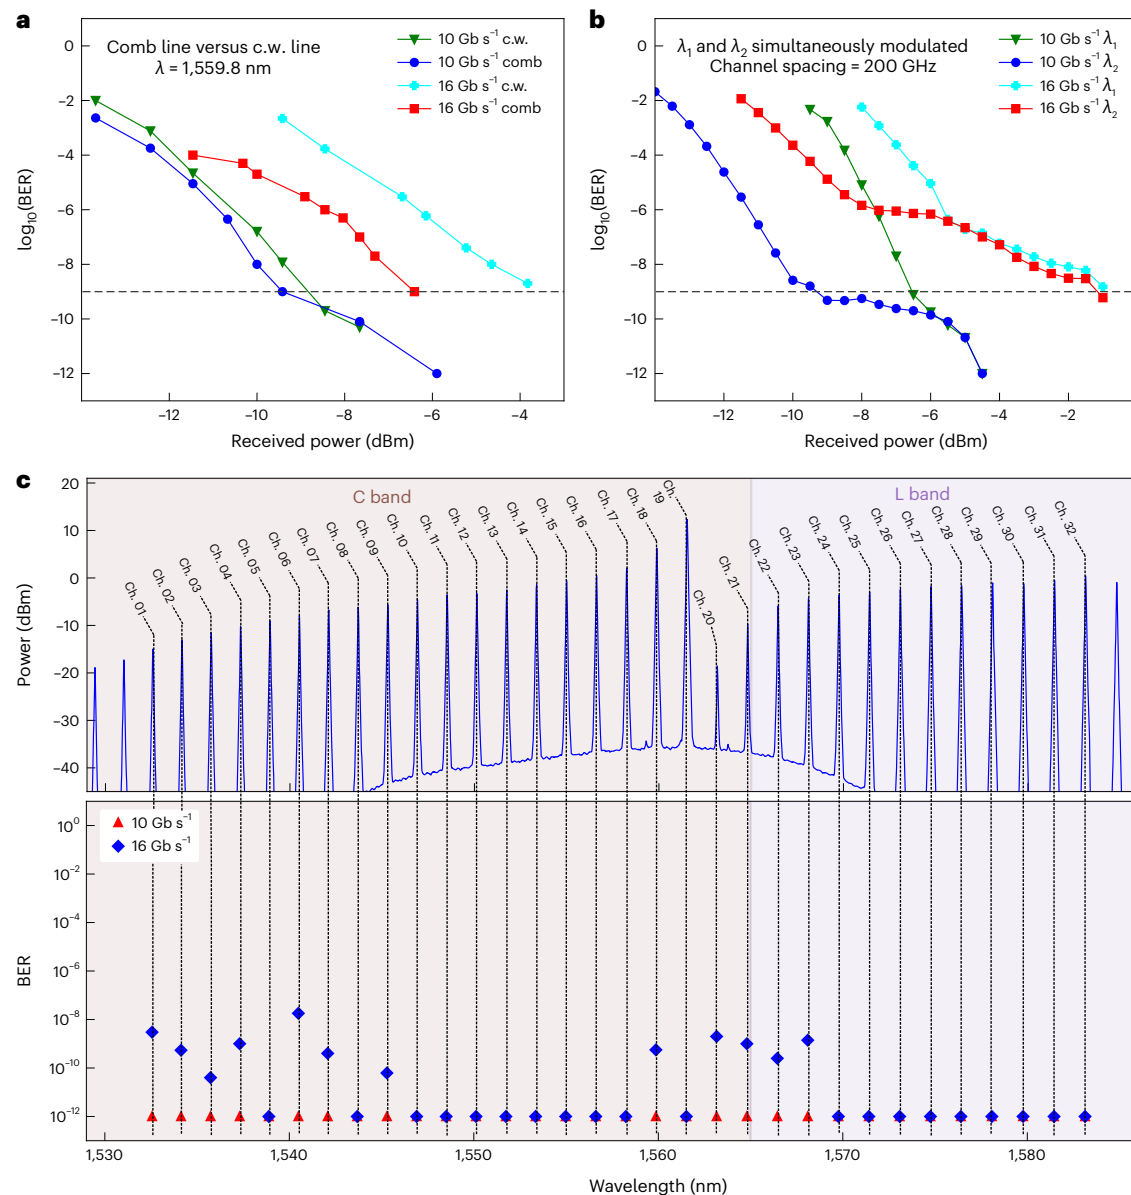 a
Comb line versus c.w. line
λ = 1,559.8 nm
10 Gb s⁻¹ c.w.
10 Gb s⁻¹ comb
16 Gb s⁻¹ c.w.
16 Gb s⁻¹ comb
log₁₀(BER)
0
−2
−4
−6
−8
−10
−12
−12
−10
−8
−6
−4
Received power (dBm)
b
λ₁ and λ₂ simultaneously modulated
Channel spacing = 200 GHz
10 Gb s⁻¹ λ₁
10 Gb s⁻¹ λ₂
16 Gb s⁻¹ λ₁
16 Gb s⁻¹ λ₂
log₁₀(BER)
0
−2
−4
−6
−8
−10
−12
−12
−10
−8
−6
−4
−2
Received power (dBm)
c
C band
L band
Power (dBm)
20
10
0
−10
−20
−30
−40
Ch. 01
Ch. 02
Ch. 03
Ch. 04
Ch. 05
Ch. 06
Ch. 07
Ch. 08
Ch. 09
Ch. 10
Ch. 11
Ch. 12
Ch. 13
Ch. 14
Ch. 15
Ch. 16
Ch. 17
Ch. 18
Ch. 19
Ch. 20
Ch. 21
Ch. 22
Ch. 23
Ch. 24
Ch. 25
Ch. 26
Ch. 27
Ch. 28
Ch. 29
Ch. 30
Ch. 31
Ch. 32
10 Gb s⁻¹
16 Gb s⁻¹
BER
10⁰
10⁻²
10⁻⁴
10⁻⁶
10⁻⁸
10⁻¹⁰
10⁻¹²
1,530
1,540
1,550
1,560
1,570
1,580
Wavelength (nm)